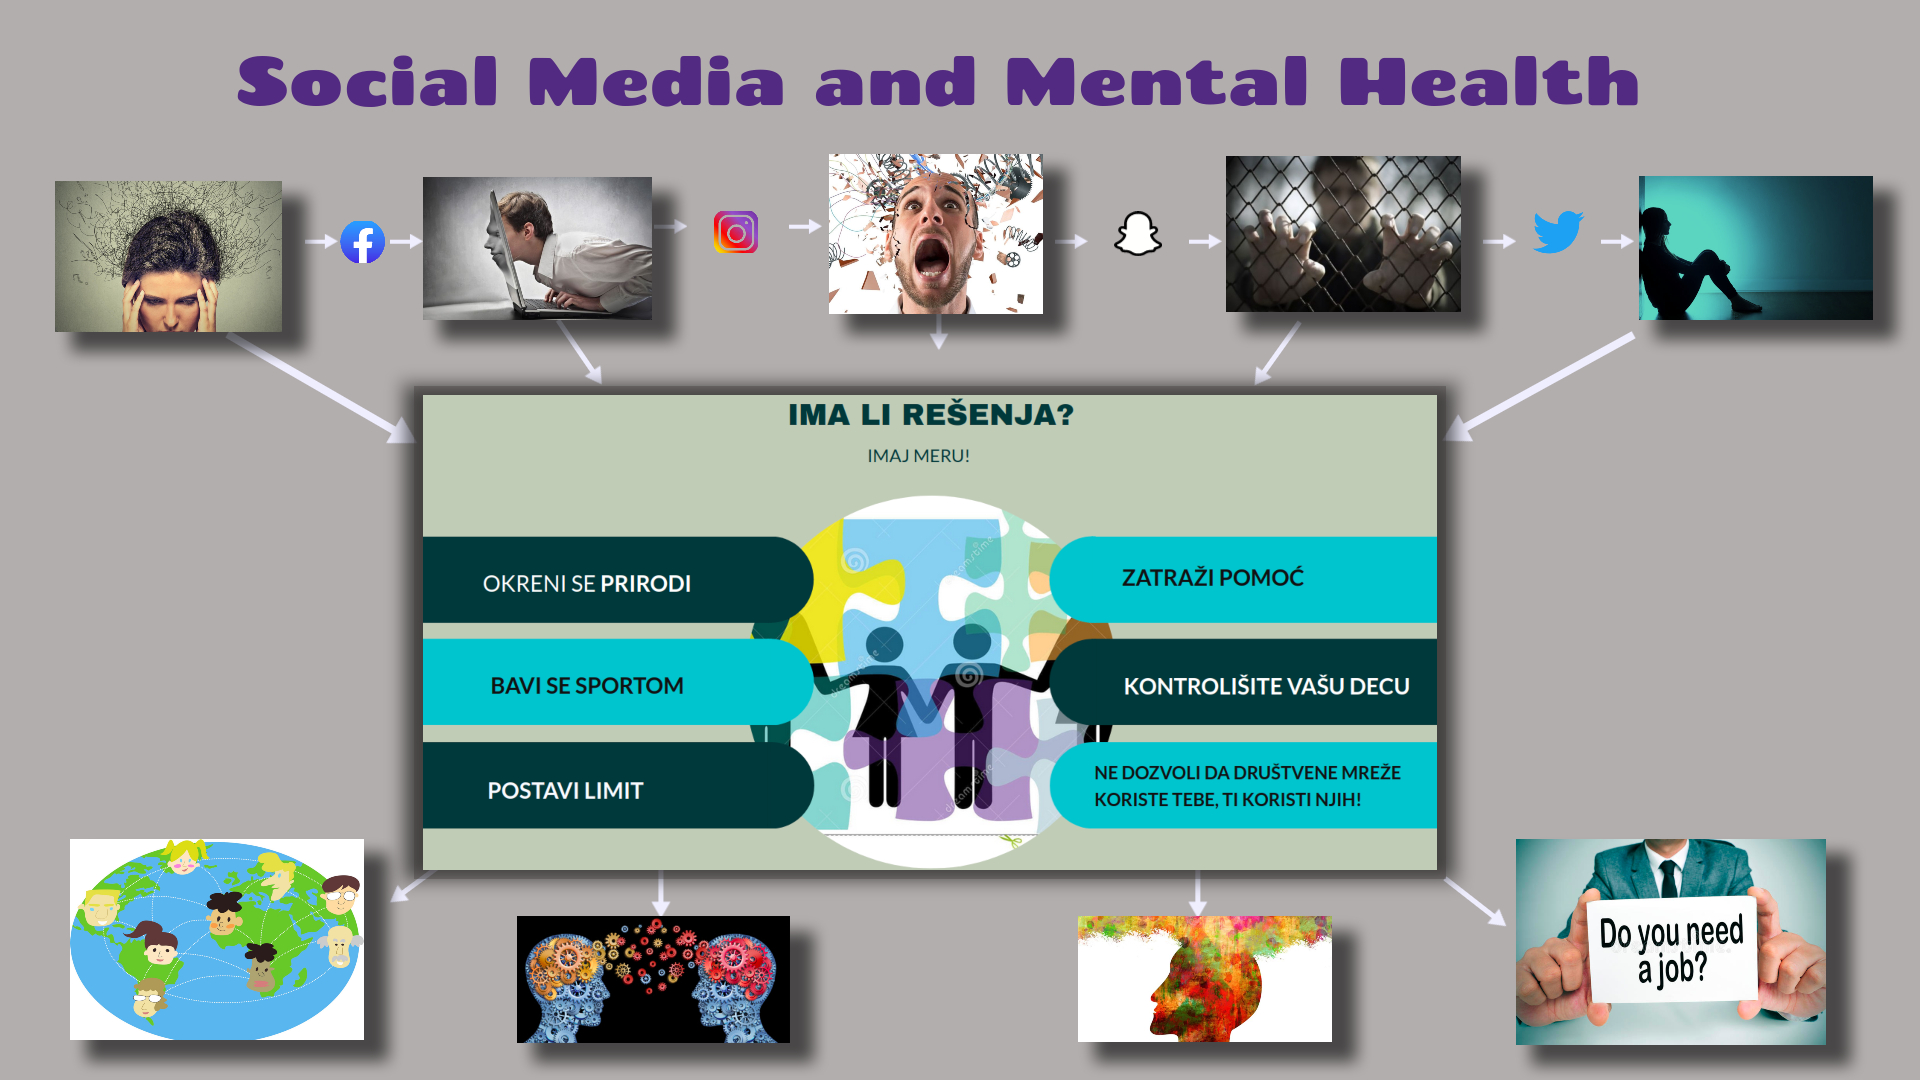 Social Media and Mental Health
IMA LI REŠENJA?
IMAJ MERU!
OKRENI SE PRIRODI
ZATRAŽI POMOĆ
BAVI SE SPORTOM
KONTROLIŠITE VAŠU DECU
POSTAVI LIMIT
NE DOZVOLI DA DRUŠTVENE MREŽE
KORISTE TEBE, TI KORISTI NJIH!
Do you need
a job?